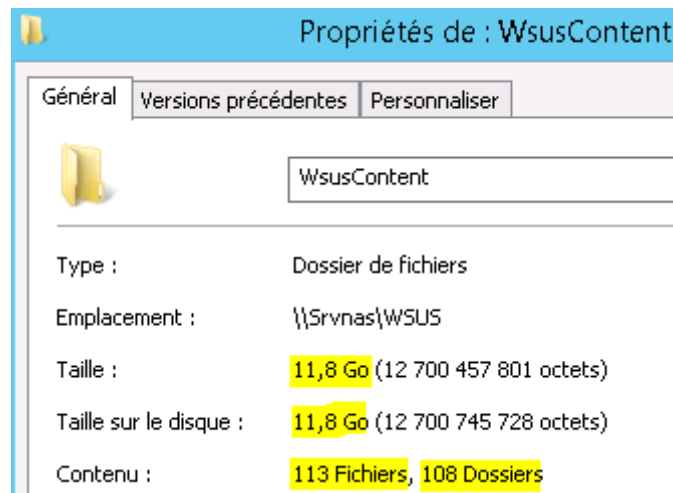 Propriétés de : WsusContent
Général Versions précédentes Personnaliser
WsusContent
Type : Dossier de fichiers
Emplacement : \\Srvnas\WSUS
Taille : 11,8 Go (12 700 457 801 octets)
Taille sur le disque : 11,8 Go (12 700 745 728 octets)
Contenu : 113 Fichiers, 108 Dossiers